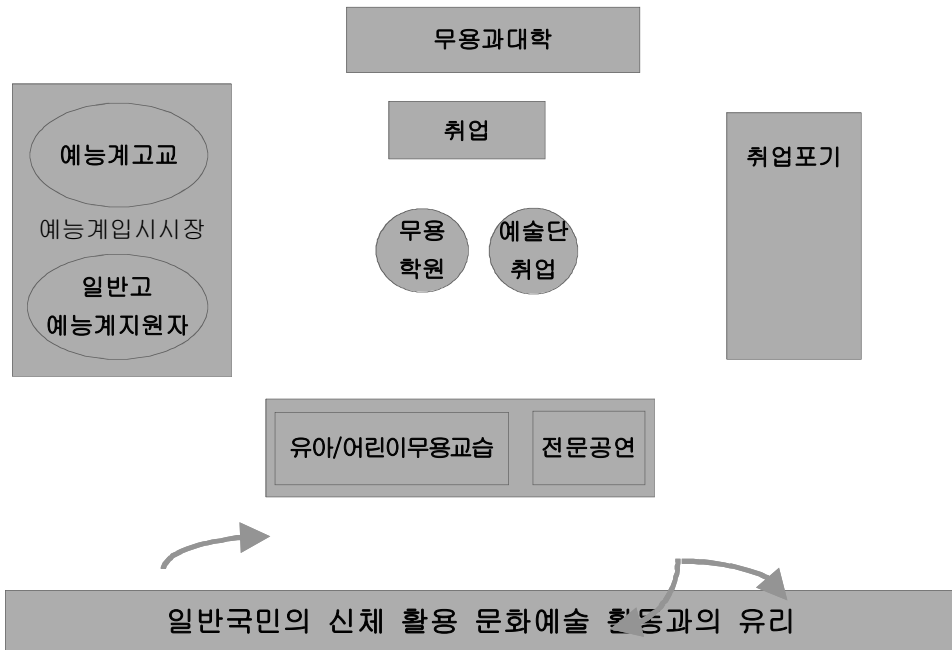 무용과대학
예능계고교
예능계입시시장
일반고
예능계지원자
취업
무용
학원
예술단
취업
취업포기
유아/어린이무용교습
전문공연
일반국민의 신체 활용 문화예술 활동과의 유리